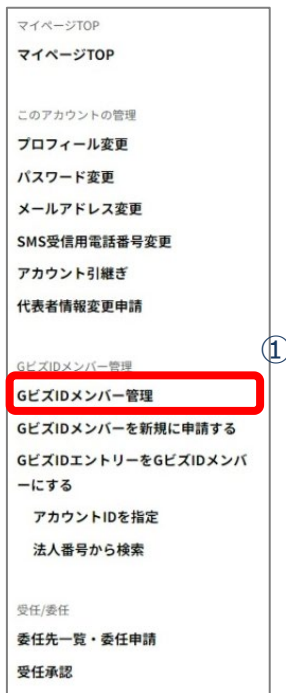 マイページTOP
マイページTOP
このアカウントの管理
プロフィール変更
パスワード変更
メールアドレス変更
SMS受信用電話番号変更
アカウント引継ぎ
代表者情報変更申請
①
GビズIDメンバー管理
GビズIDメンバー管理
GビズIDメンバーを新規に申請する
GビズIDエントリーをGビズIDメンバ
ーにする
アカウントIDを指定
法人番号から検索
受任/委任
委任先一覧・委任申請
受任承認